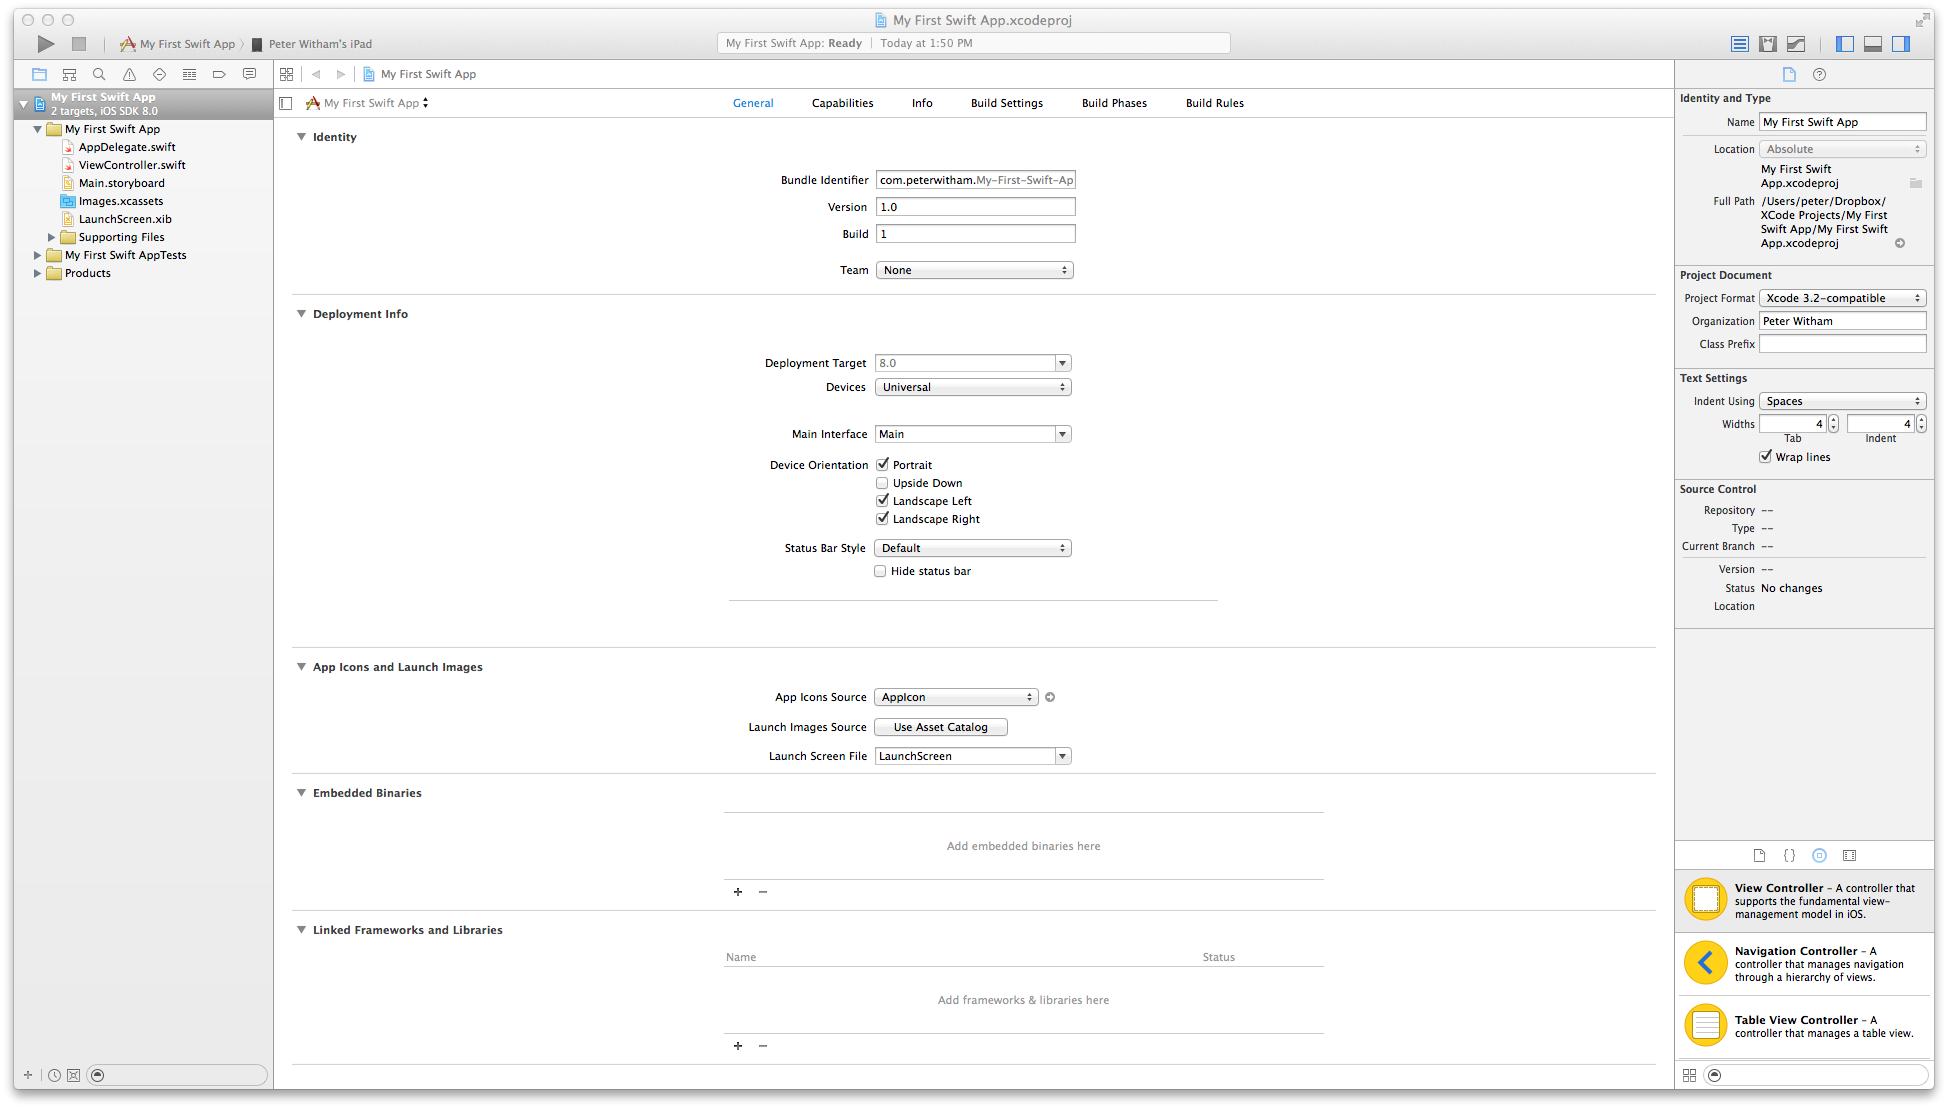 My First Swift App.xcodeproj
My First Swift App
Peter Witham's iPad
My First Swift App: Ready
Today at 1:50 PM
My First Swift App
2 targets, iOS SDK 8.0
My First Swift App
AppDelegate.swift
ViewController.swift
Main.storyboard
Images.xcassets
LaunchScreen.xib
Supporting Files
My First Swift AppTests
Products
My First Swift App
My First Swift App
General
Capabilities
Info
Build Settings
Build Phases
Build Rules
Identity
Bundle Identifier com.peterwitham.My-First-Swift-Ap
Version 1.0
Build 1
Team None
Deployment Info
Deployment Target 8.0
Devices Universal
Main Interface Main
Device Orientation Portrait
Upside Down
Landscape Left
Landscape Right
Status Bar Style Default
Hide status bar
App Icons and Launch Images
App Icons Source AppIcon
Launch Images Source Use Asset Catalog
Launch Screen File LaunchScreen
Embedded Binaries
Add embedded binaries here
+ −
Linked Frameworks and Libraries
Name Status
Add frameworks & libraries here
+ −
Identity and Type
Name My First Swift App
Location Absolute
My First Swift
App.xcodeproj
Full Path /Users/peter/Dropbox/
XCode Projects/My First
Swift App/My First Swift
App.xcodeproj
Project Document
Project Format Xcode 3.2-compatible
Organization Peter Witham
Class Prefix
Text Settings
Indent Using Spaces
Widths 4 4
Tab Indent
Wrap lines
Source Control
Repository --
Type --
Current Branch --
Version --
Status No changes
Location
{}
View Controller - A controller that
supports the fundamental view-
management model in iOS.
Navigation Controller - A
controller that manages navigation
through a hierarchy of views.
Table View Controller - A
controller that manages a table view.